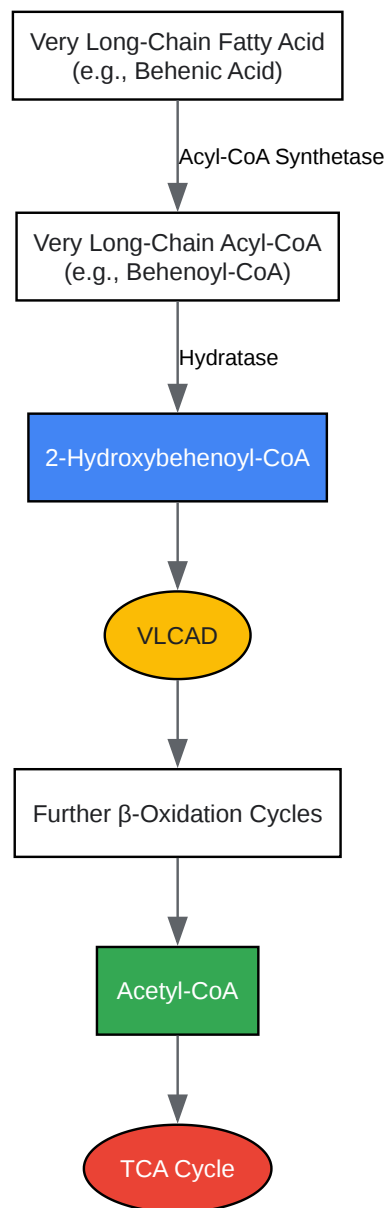 Very Long-Chain Fatty Acid
(e.g., Behenic Acid)
Acyl-CoA Synthetase
Very Long-Chain Acyl-CoA
(e.g., Behenoyl-CoA)
Hydratase
2-Hydroxybehenoyl-CoA
VLCAD
Further β-Oxidation Cycles
Acetyl-CoA
TCA Cycle